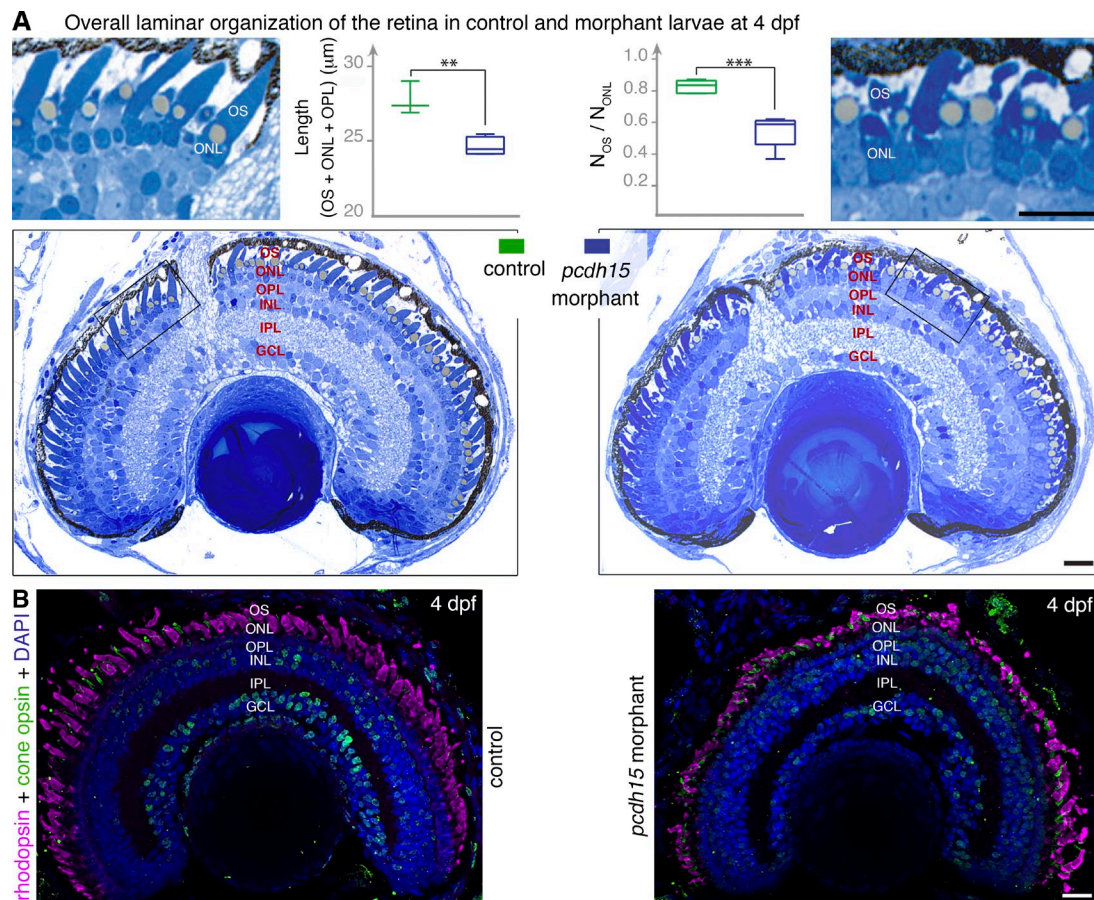 A Overall laminar organization of the retina in control and morphant larvae at 4 dpf
OS
ONL
Length
(OS + ONL + OPL) (µm)
30
25
20
**
NOS / NONL
1.0
0.8
0.6
0.4
0.2
***
OS
ONL
OS
ONL
OPL
INL
IPL
GCL
control
pcdh15
morphant
OS
ONL
OPL
INL
IPL
GCL
B
rhodopsin + cone opsin + DAPI
4 dpf
OS
ONL
OPL
INL
IPL
GCL
control
pcdh15 morphant
4 dpf
OS
ONL
OPL
INL
IPL
GCL